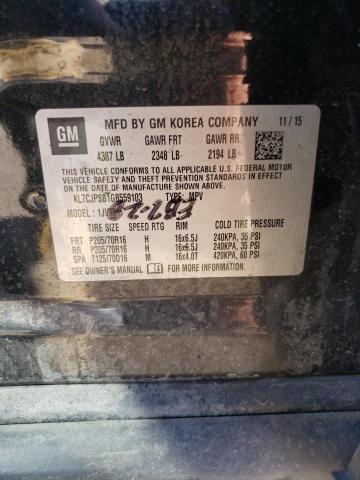 GM
MFD BY GM KOREA COMPANY 11/15
GVWR GAWR FRT GAWR RR
4387 LB 2348 LB 2194 LB
THIS VEHICLE CONFORMS TO ALL APPLICABLE U.S. FEDERAL MOTOR
VEHICLE SAFETY AND THEFT PREVENTION STANDARDS IN EFFECT ON THE
DATE OF MANUFACTURE SHOWN ABOVE.
KL7CJPSBTGB559103 TYPE: MPV
MODEL: 1JV
TIRE SIZE SPEED RTG RIM COLD TIRE PRESSURE
FRT P205/70R16 H 16x6.5J 240KPA, 35 PSI
RR P205/70R16 H 16x6.5J 240KPA, 35 PSI
SPA T125/70D16 M 16x4.0T 420KPA, 60 PSI
SEE OWNER'S MANUAL FOR MORE INFORMATION.